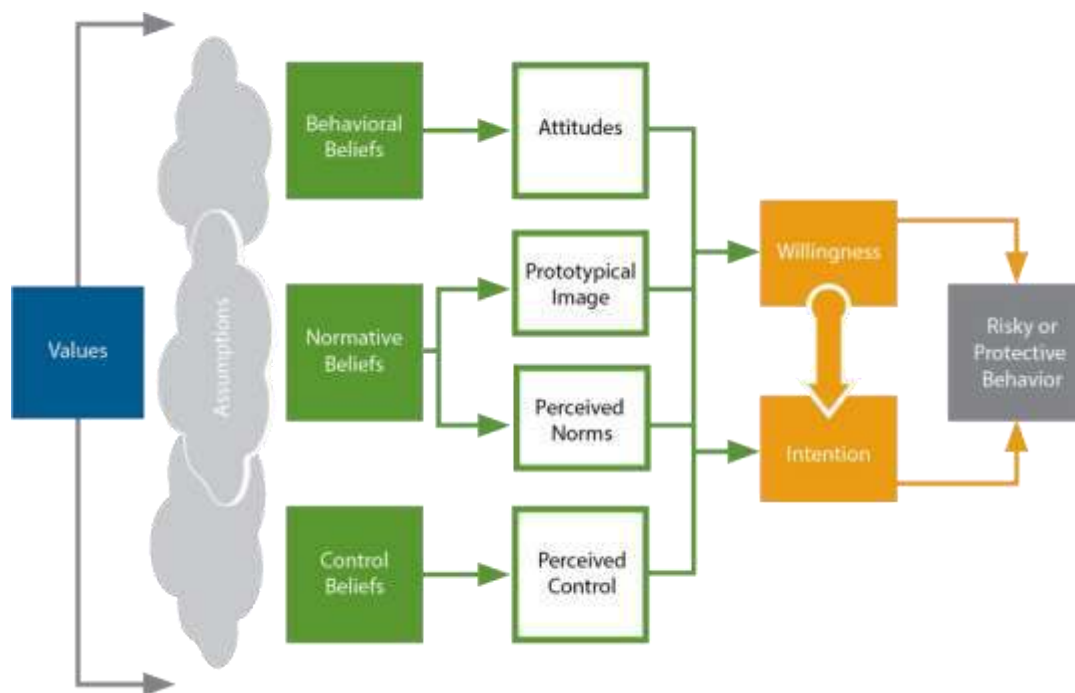 Values
Assumptions
Behavioral
Beliefs
Attitudes
Normative
Beliefs
Prototypical
Image
Perceived
Norms
Control
Beliefs
Perceived
Control
Willingness
Intention
Risky or
Protective
Behavior